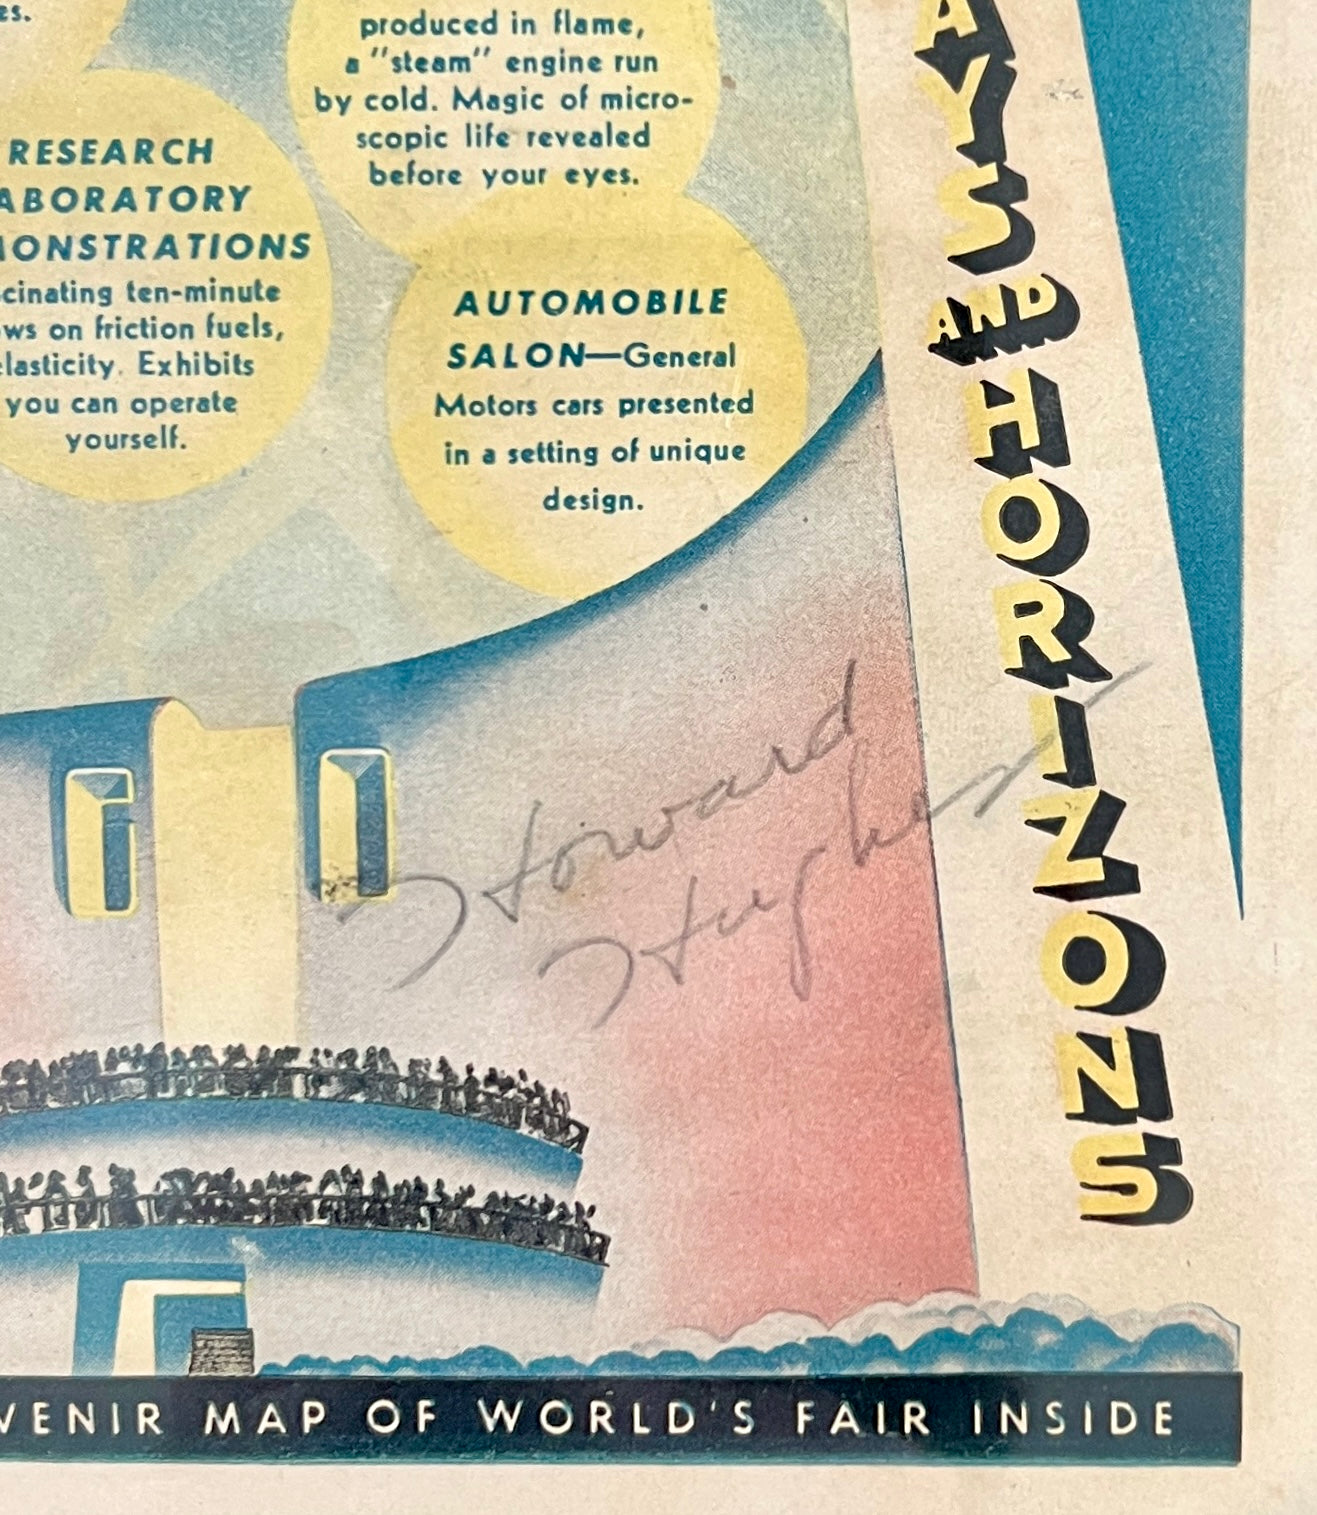 es.
produced in flame,
a "steam" engine run
by cold. Magic of micro-
scopic life revealed
before your eyes.
RESEARCH
ABORATORY
ONSTRATIONS
cinating ten-minute
ws on friction fuels,
lasticity. Exhibits
you can operate
yourself.
AUTOMOBILE
SALON—General
Motors cars presented
in a setting of unique
design.
AYS AND HORIZONS
Howard
Hughes
VENIR MAP OF WORLD'S FAIR INSIDE